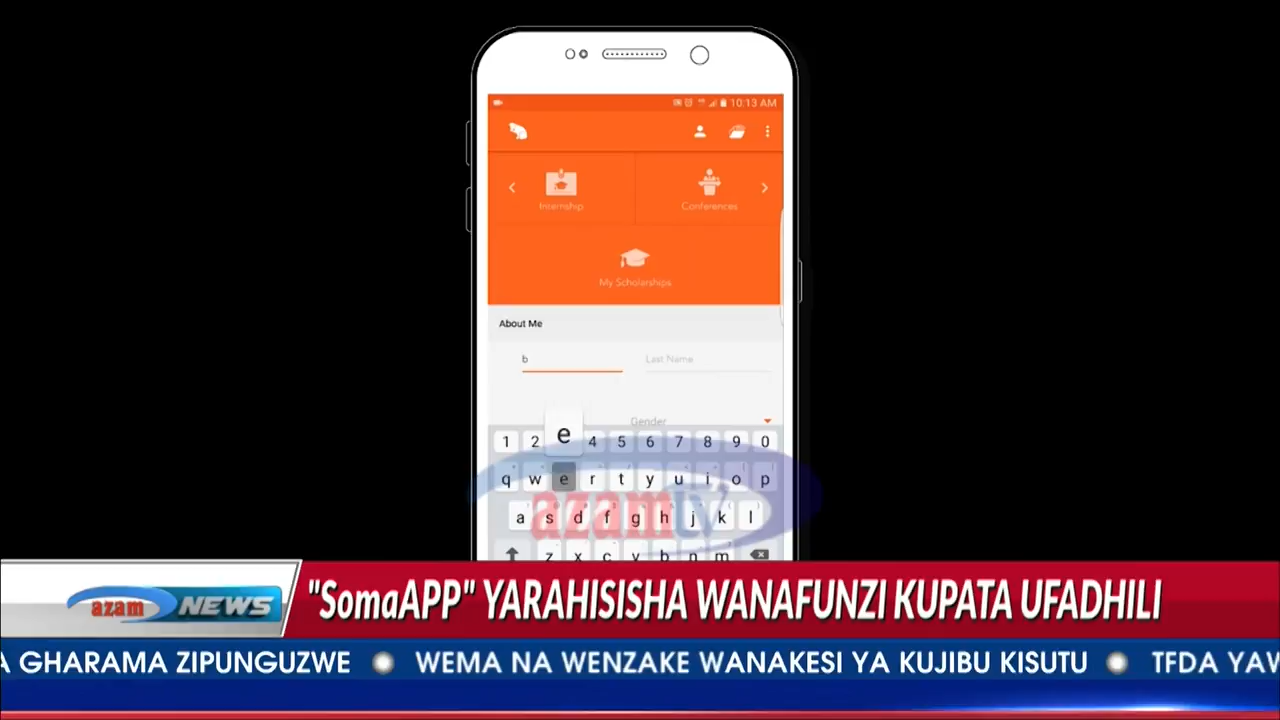 10:13 AM
Internship
Conferences
My Scholarships
About Me
b
Last Name
Gender
e
1 2 4 5 6 7 8 9 0
q w e r t y u i o p
a s d f g h j k l
z x c v b n m
azam tv
azam NEWS
"SomaAPP" YARAHISISHA WANAFUNZI KUPATA UFADHILI
A GHARAMA ZIPUNGUZWE
WEMA NA WENZAKE WANAKESI YA KUJIBU KISUTU
TFDA